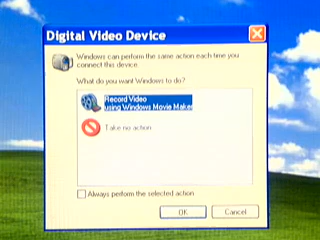 Digital Video Device
Windows can perform the same action each time you
connect this device
What do you want Windows to do?
Record Video
using Windows Movie Maker
Take no action
Always perform the selected action
OK
Cancel